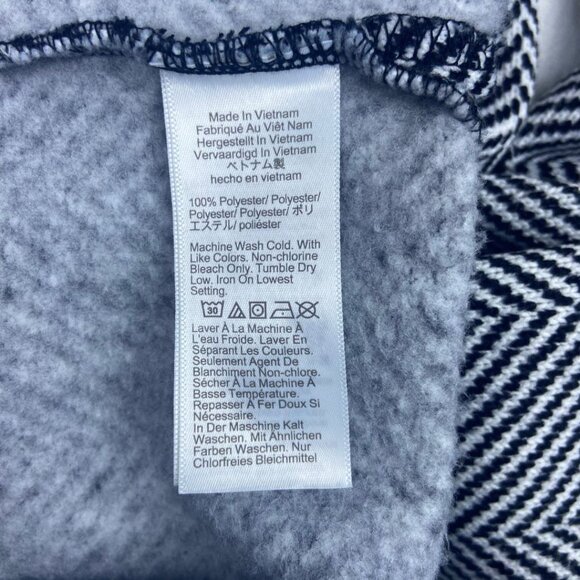 Made In Vietnam
Fabriqué Au Viêt Nam
Hergestellt In Vietnam
Vervaardigd In Vietnam
ベトナム製
hecho en vietnam
100% Polyester/ Polyester/
Polyester/ Polyester/ ポリ
エステル/ poliéster
Machine Wash Cold. With
Like Colors. Non-chlorine
Bleach Only. Tumble Dry
Low. Iron On Lowest
Setting.
30
Laver À La Machine À
L'eau Froide. Laver En
Séparant Les Couleurs.
Seulement Agent De
Blanchiment Non-chlore.
Sécher À La Machine À
Basse Température.
Repasser À Fer Doux Si
Nécessaire.
In Der Maschine Kalt
Waschen. Mit Ähnlichen
Farben Waschen. Nur
Chlorfreies Bleichmittel